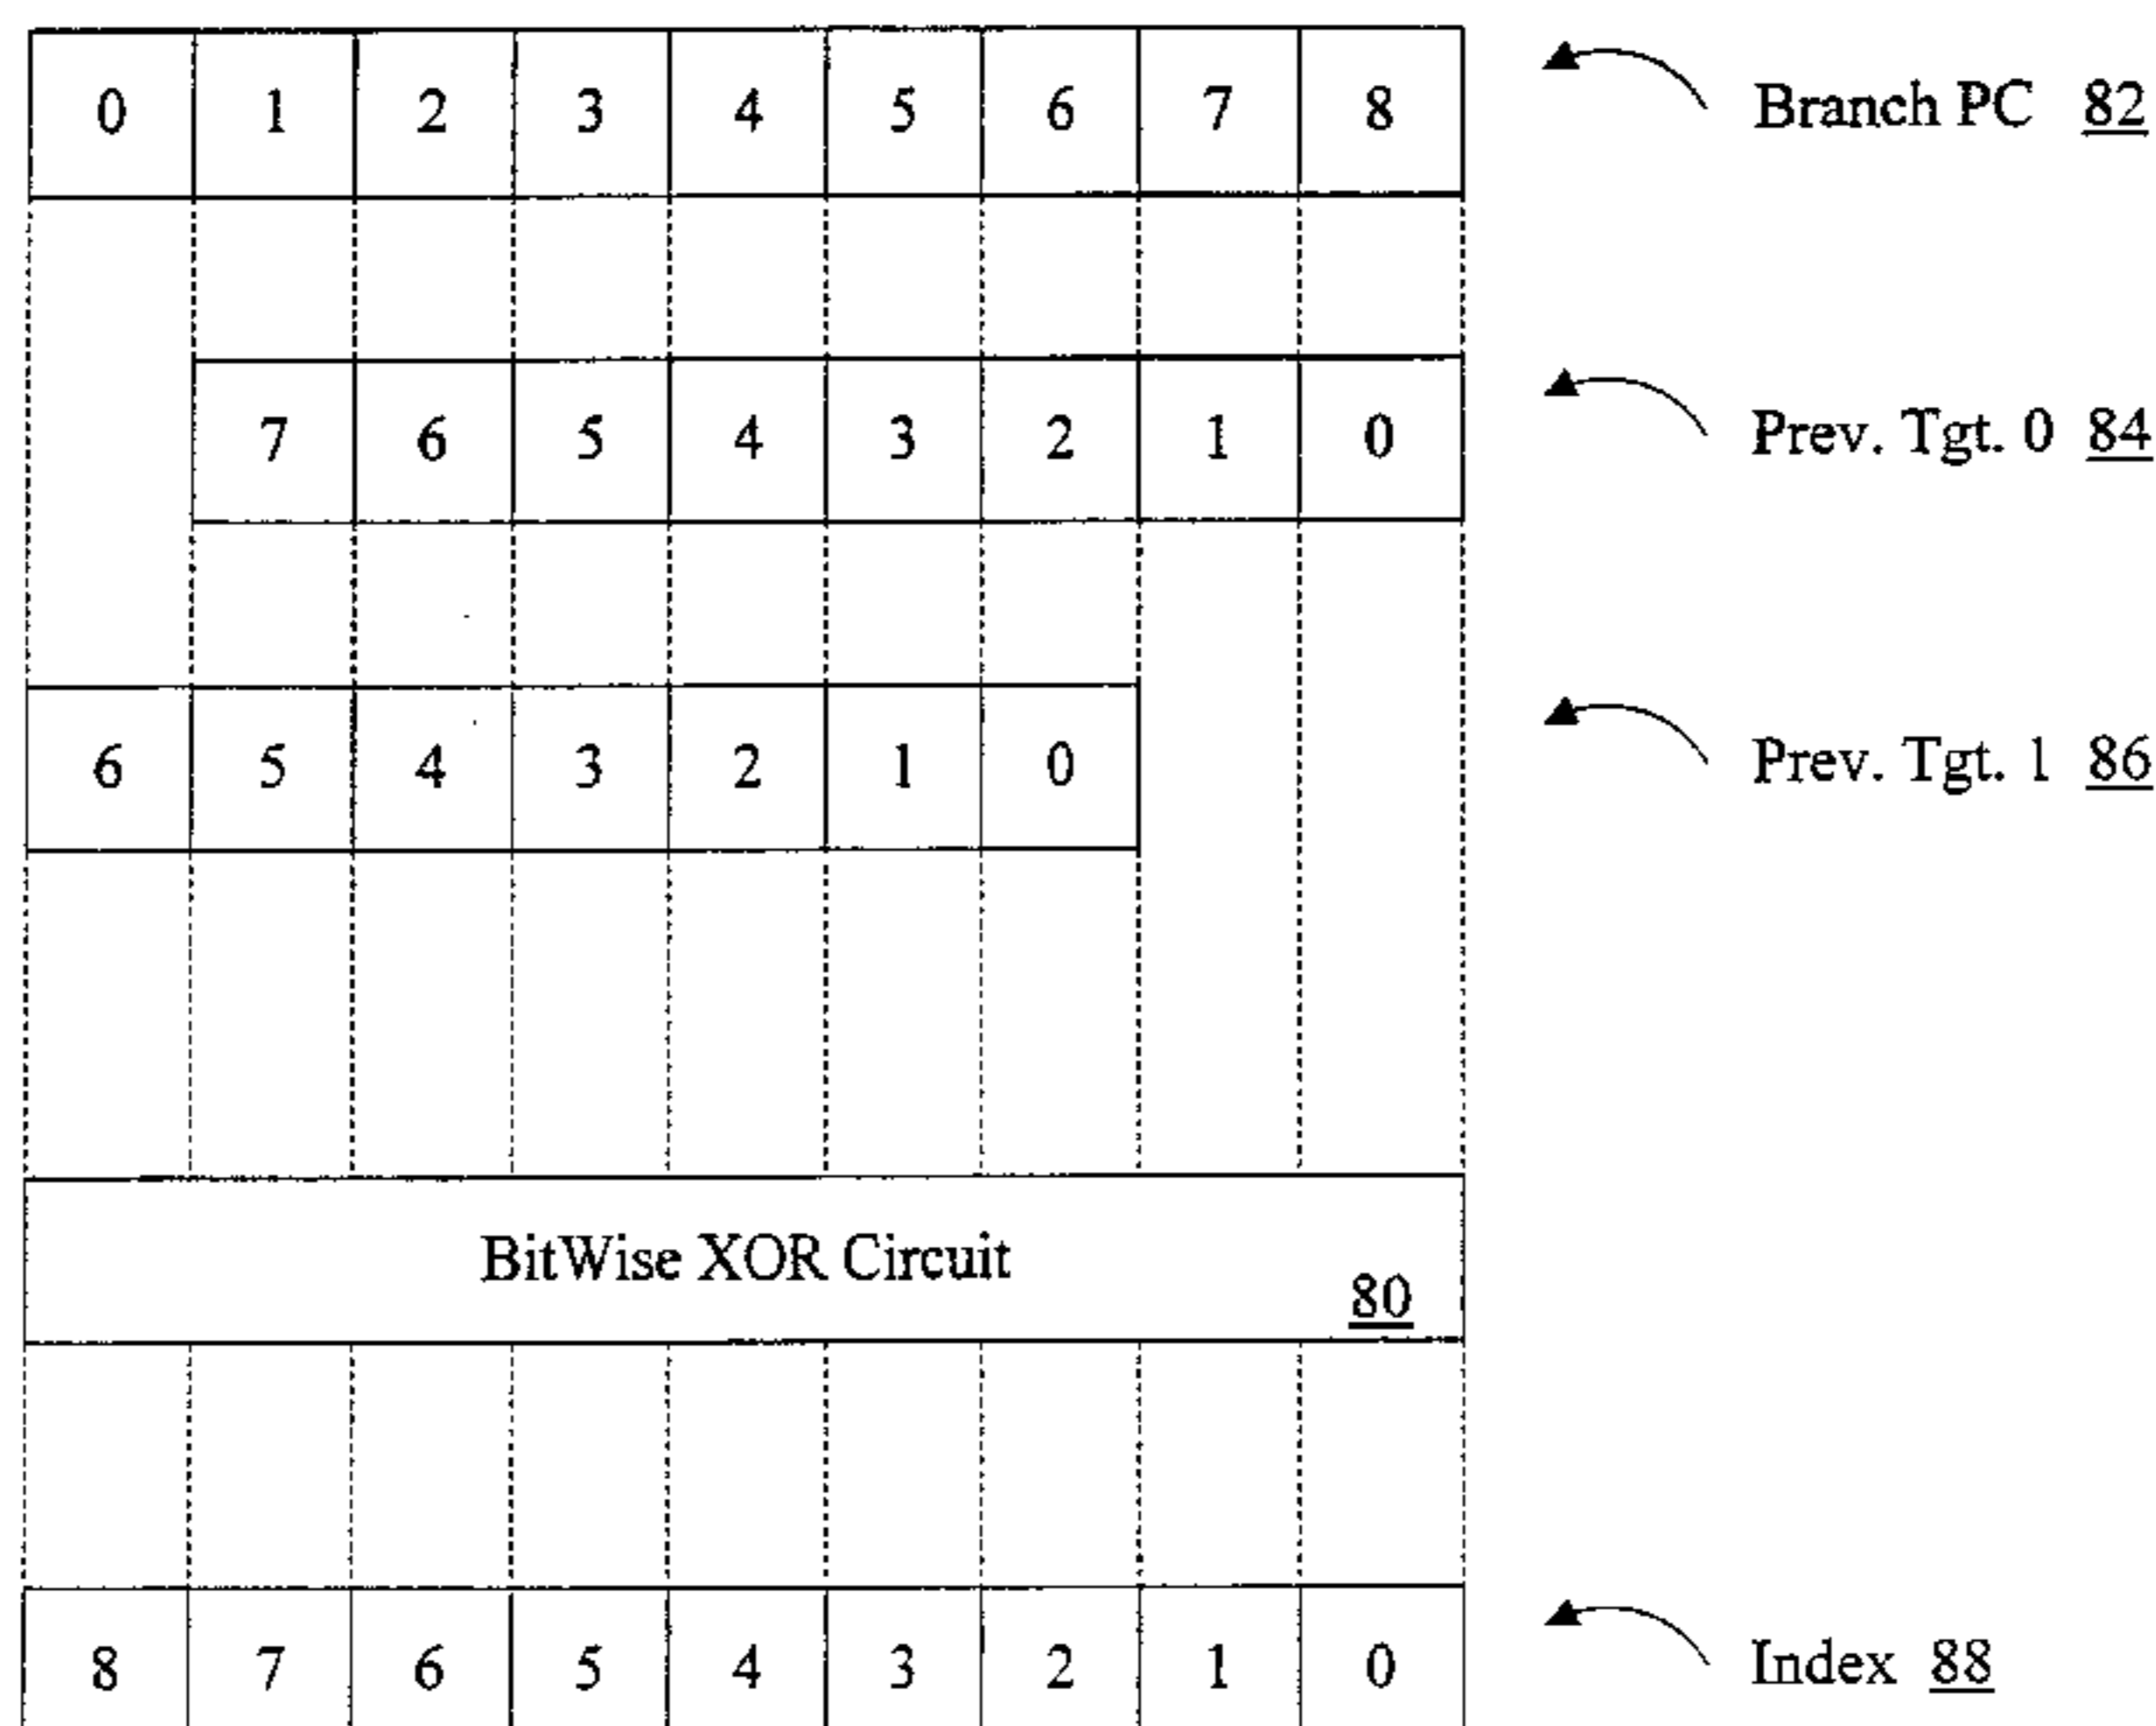 0 1 2 3 4 5 6 7 8 Branch PC 82
7 6 5 4 3 2 1 0 Prev. Tgt. 0 84
6 5 4 3 2 1 0 Prev. Tgt. 1 86
BitWise XOR Circuit 80
8 7 6 5 4 3 2 1 0 Index 88